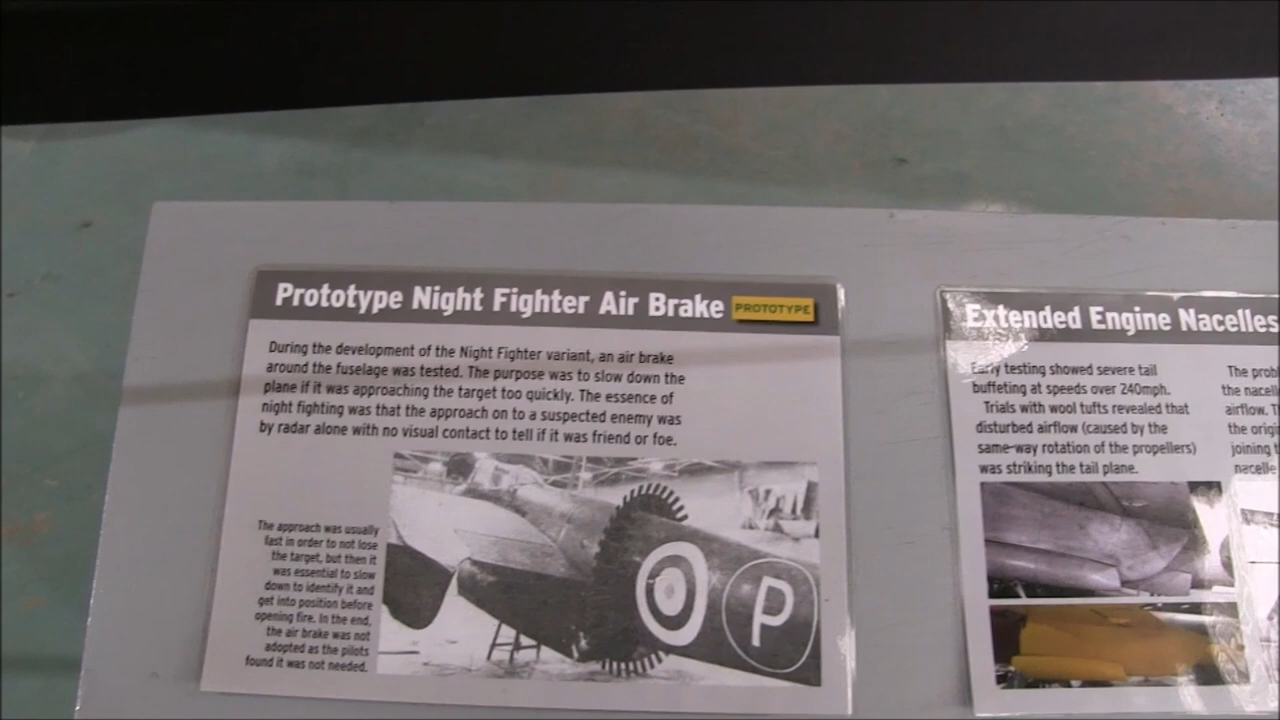 Prototype Night Fighter Air Brake PROTOTYPE
During the development of the Night Fighter variant, an air brake
around the fuselage was tested. The purpose was to slow down the
plane if it was approaching the target too quickly. The essence of
night fighting was that the approach on to a suspected enemy was
by radar alone with no visual contact to tell if it was friend or foe.
The approach was usually
fast in order to not lose
the target, but then it
was essential to slow
down to identify it and
get into position before
opening fire. In the end,
the air brake was not
adopted as the pilots
found it was not needed.
P
Extended Engine Nacelles
Early testing showed severe tail
buffeting at speeds over 240mph.
Trials with wool tufts revealed that
disturbed airflow (caused by the
same-way rotation of the propellers)
was striking the tail plane.
The
the
airflow.
the
joining
nacelle